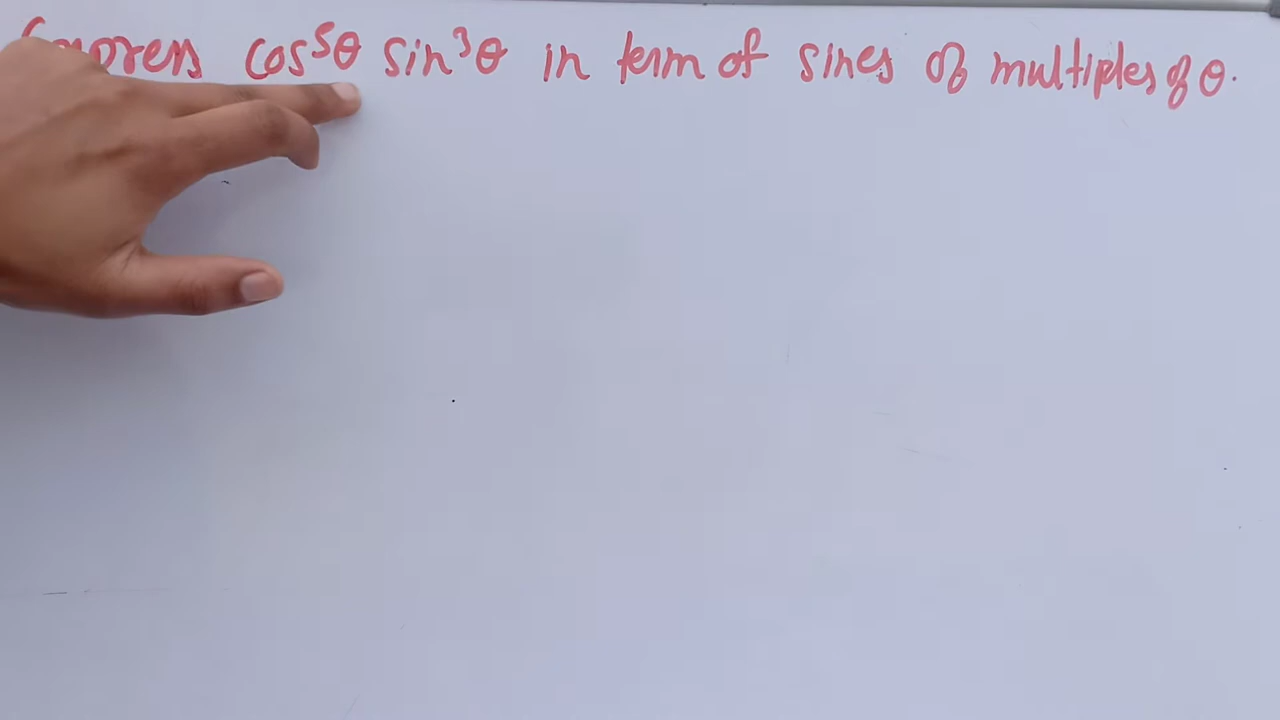 cos⁵θ sin³θ in term of sines of multiples of θ.